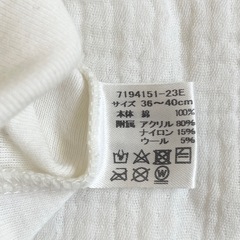 7194151-23E
サイズ 36~40cm
本体 綿 100%
附属 アクリル 80%
ナイロン 15%
ウール 5%